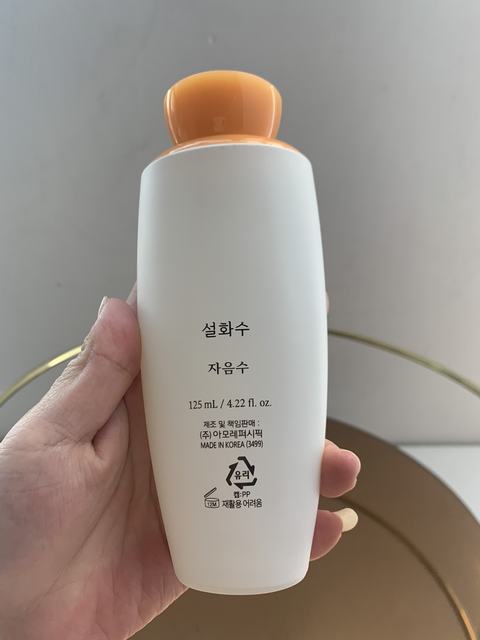 설화수
자음수
125 mL / 4.22 fl. oz.
제조 및 책임판매 :
(주)아모레퍼시픽
MADE IN KOREA (3499)
유리
캡:PP
12M 재활용 어려움